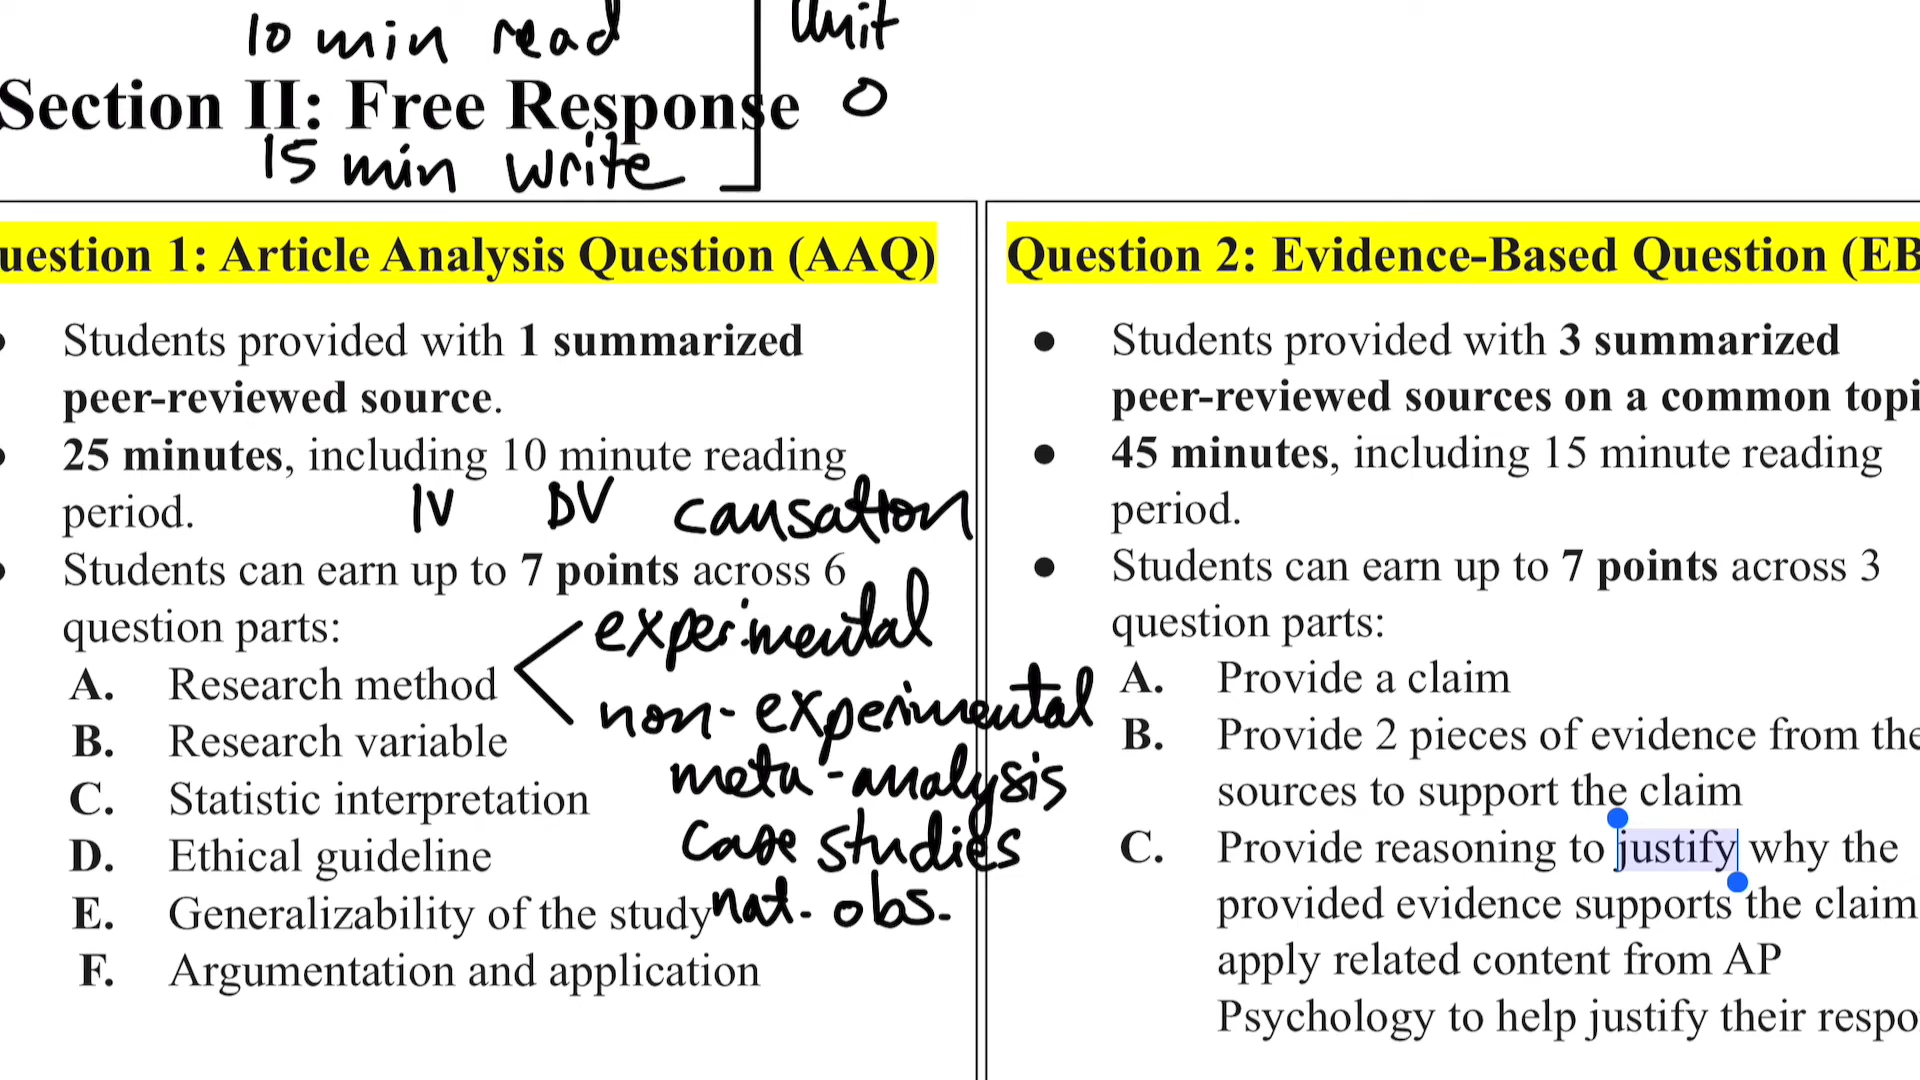 10 min read
Unit
0
Section II: Free Response
15 min write
uestion 1: Article Analysis Question (AAQ)
Students provided with 1 summarized
peer-reviewed source.
25 minutes, including 10 minute reading
period.
IV DV causation
Students can earn up to 7 points across 6
question parts:
experimental
A. Research method
non-experimental
B. Research variable
meta-analysis
C. Statistic interpretation
case studies
D. Ethical guideline
E. Generalizability of the study
nat. obs.
F. Argumentation and application
Question 2: Evidence-Based Question (EB
Students provided with 3 summarized
peer-reviewed sources on a common topi
45 minutes, including 15 minute reading
period.
Students can earn up to 7 points across 3
question parts:
A. Provide a claim
B. Provide 2 pieces of evidence from the
sources to support the claim
C. Provide reasoning to justify why the
provided evidence supports the claim
apply related content from AP
Psychology to help justify their respo